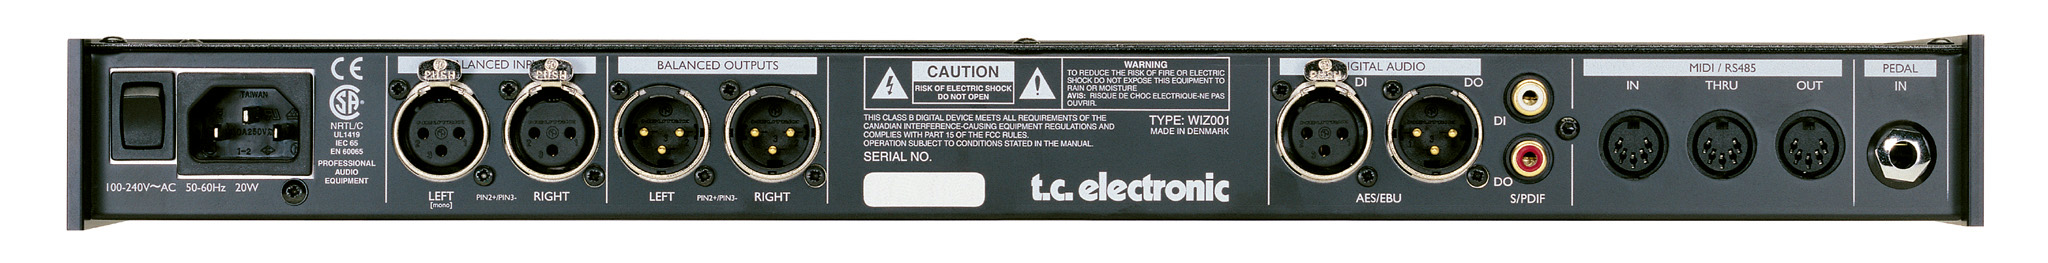 TAIWAN
1-2
100-240V~AC 50-60Hz 20W
CE
NRTL/C
UL1419
IEC 65
EN 60065
PROFESSIONAL
AUDIO
EQUIPMENT
PUSH
PUSH
LEFT
[mono]
PIN2+/PIN3-
RIGHT
BALANCED OUTPUTS
LEFT
PIN2+/PIN3-
RIGHT
CAUTION
RISK OF ELECTRIC SHOCK
DO NOT OPEN
WARNING
TO REDUCE THE RISK OF FIRE OR ELECTRIC
SHOCK DO NOT EXPOSE THIS EQUIPMENT TO
RAIN OR MOISTURE
AVIS: RISQUE DE CHOC ELECTRIQUE-NE PAS
OUVRIR.
THIS CLASS B DIGITAL DEVICE MEETS ALL REQUIREMENTS OF THE
CANADIAN INTERFERENCE-CAUSING EQUIPMENT REGULATIONS AND
COMPLIES WITH PART 15 OF THE FCC RULES.
OPERATION SUBJECT TO CONDITIONS STATED IN THE MANUAL.
SERIAL NO.
TYPE: WIZ001
MADE IN DENMARK
t.c. electronic
DIGITAL AUDIO
DI
DO
AES/EBU
DI
DO
S/PDIF
MIDI / RS485
IN
THRU
OUT
PEDAL
IN